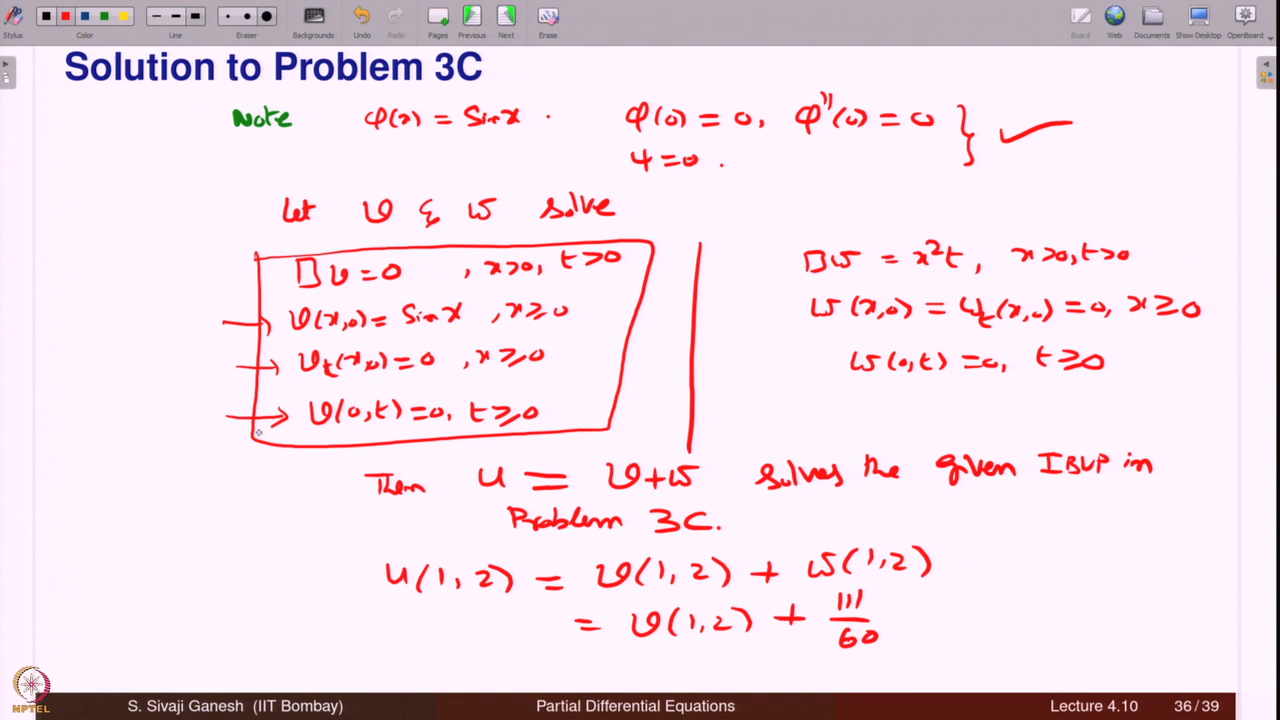 Stylus Color Line Eraser Backgrounds Undo Redo Pages Previous Next Erase Board Web Documents Show Desktop OpenBoard
Solution to Problem 3C
Note φ(x) = Sin x . φ(0) = 0, φ''(0) = 0
ψ = 0 .
Let v & w solve
□v = 0 , x>0, t>0
v(x,0) = Sin x , x≥0
v_t(x,0) = 0 , x≥0
v(0,t) = 0, t≥0
□w = x²t, x>0, t>0
w(x,0) = w_t(x,0) = 0, x≥0
w(0,t) = 0, t≥0
Then u = v+w solves the given IBVP in
Problem 3C.
u(1,2) = v(1,2) + w(1,2)
= v(1,2) + 111/60
NPTEL
S. Sivaji Ganesh (IIT Bombay) Partial Differential Equations Lecture 4.10 36/39